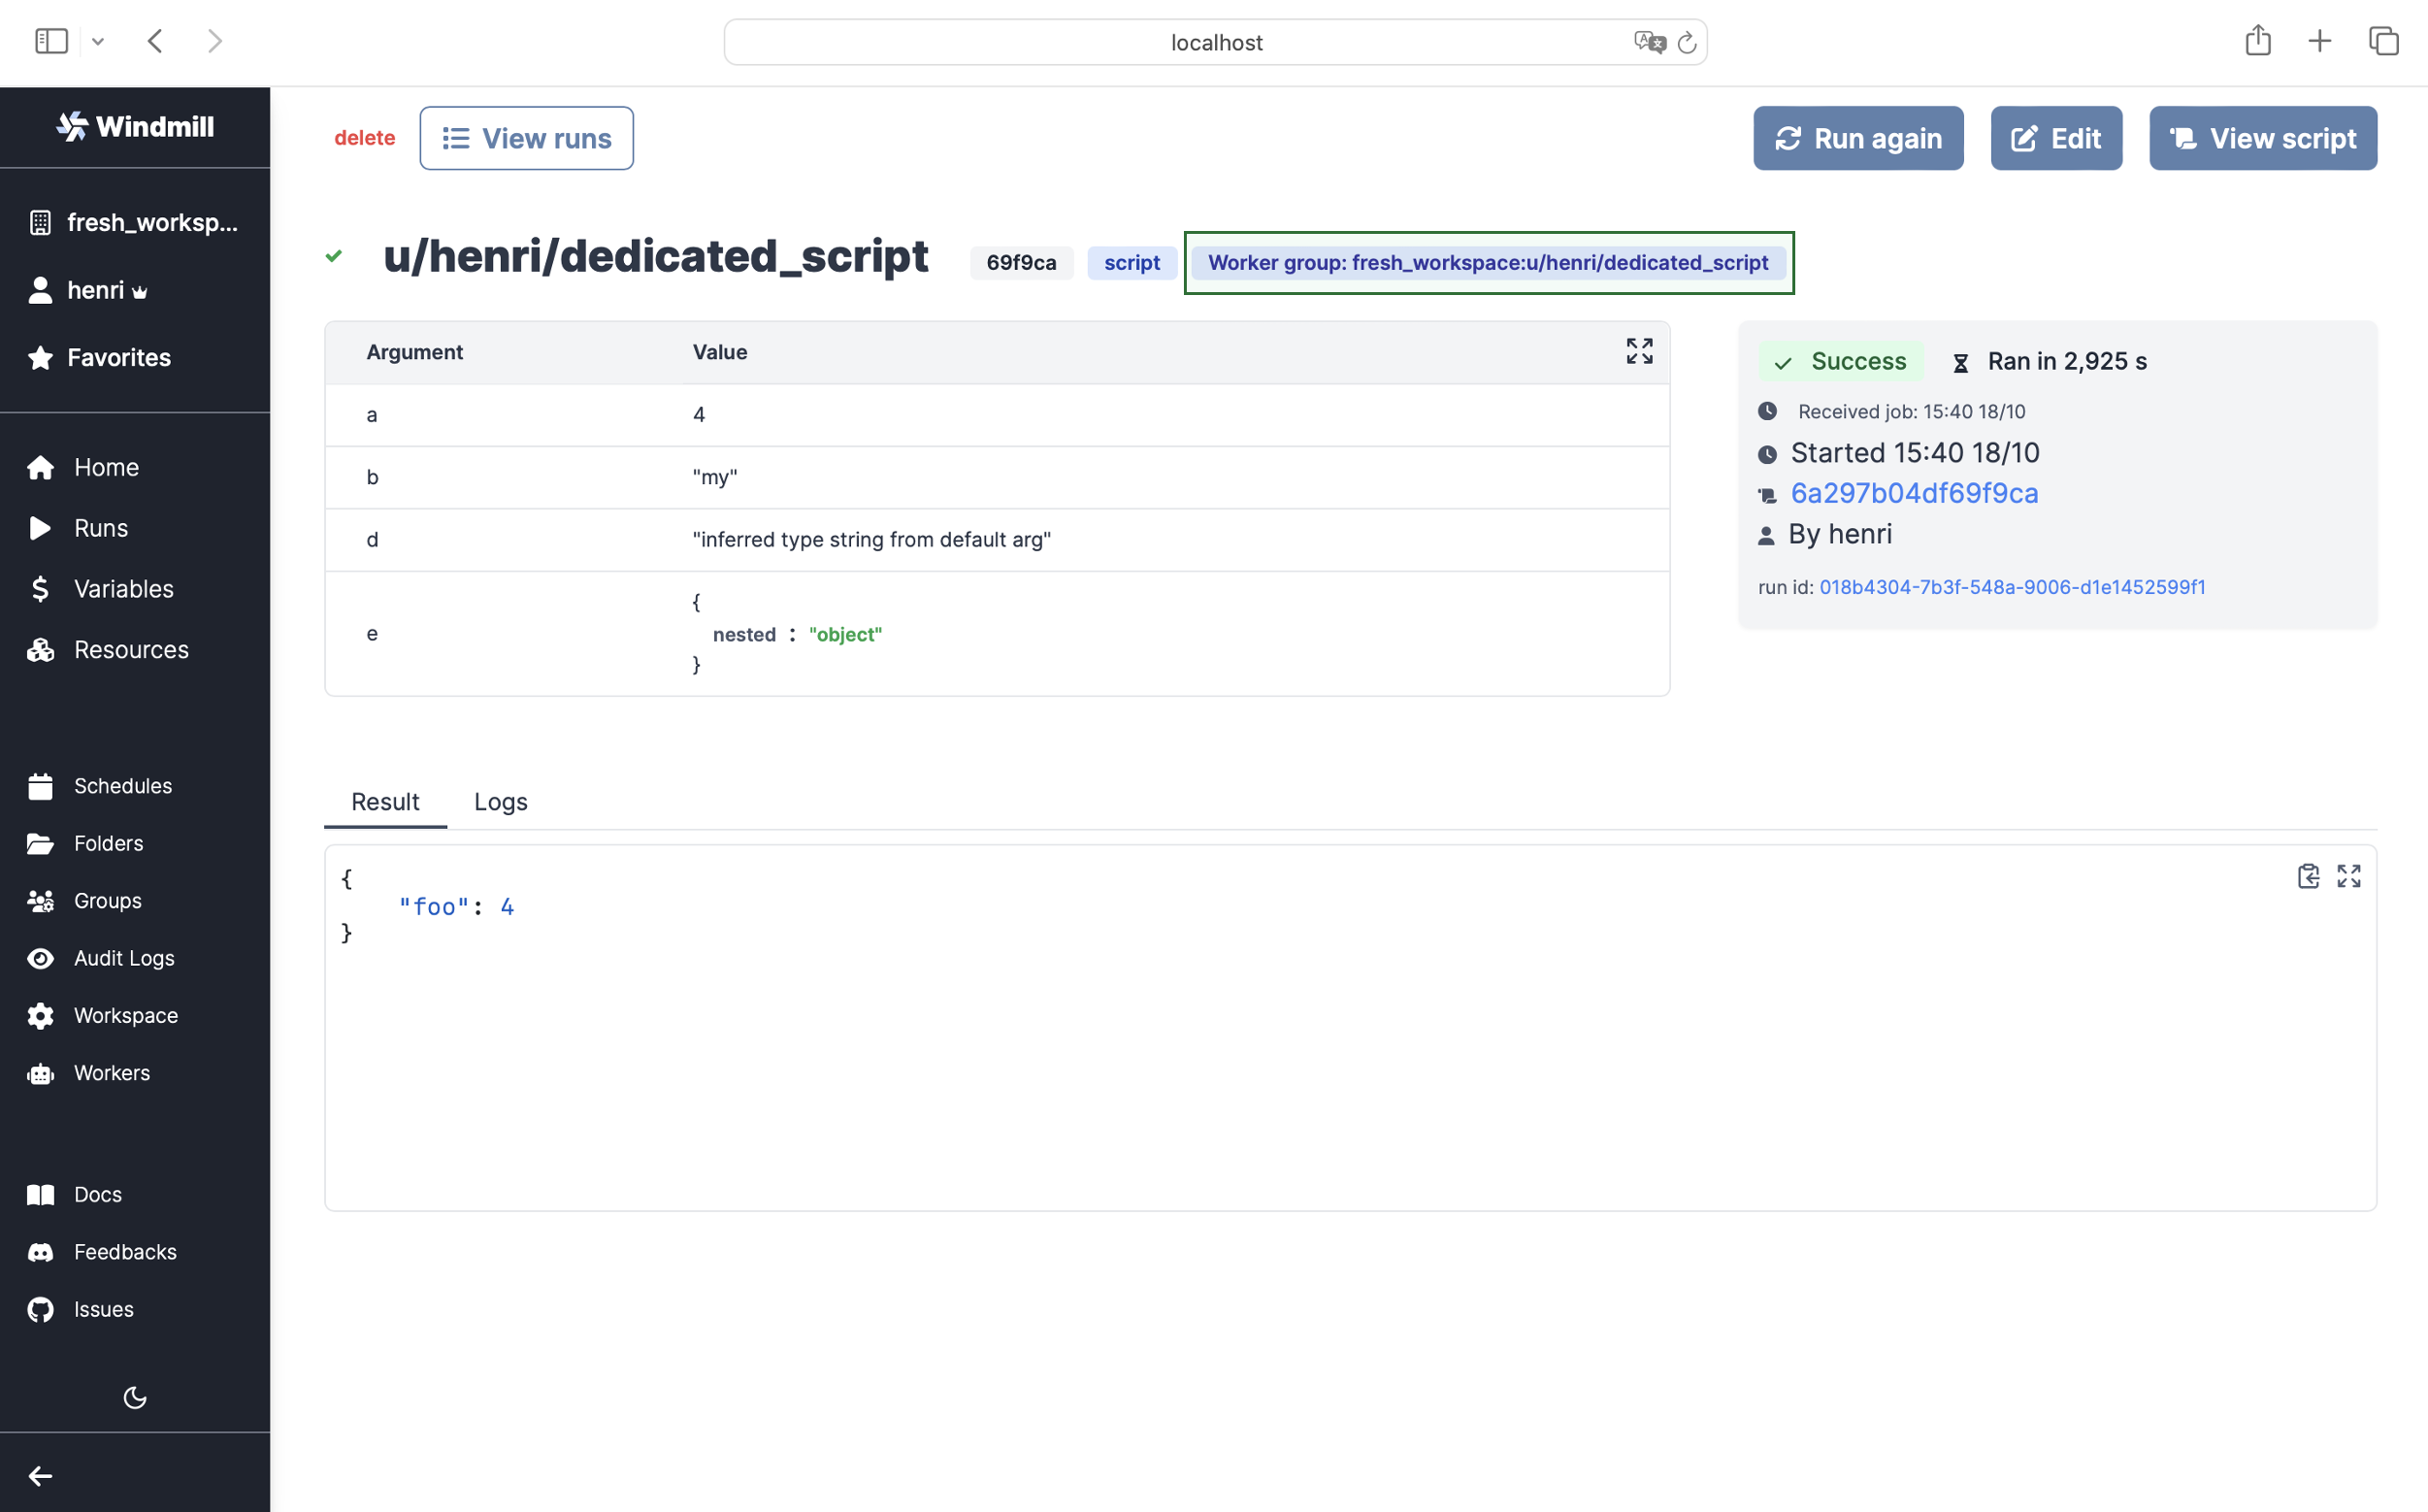 localhost
Windmill
fresh_worksp...
henri
Favorites
Home
Runs
Variables
Resources
Schedules
Folders
Groups
Audit Logs
Workspace
Workers
Docs
Feedbacks
Issues
delete
View runs
Run again
Edit
View script
u/henri/dedicated_script
69f9ca
script
Worker group: fresh_workspace:u/henri/dedicated_script
Argument Value
a 4
b "my"
d "inferred type string from default arg"
e {
nested : "object"
}
Success
Ran in 2,925 s
Received job: 15:40 18/10
Started 15:40 18/10
6a297b04df69f9ca
By henri
run id: 018b4304-7b3f-548a-9006-d1e1452599f1
Result Logs
{
"foo": 4
}